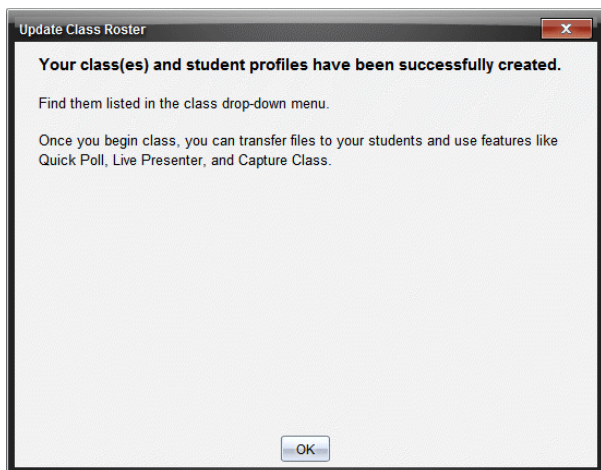 Update Class Roster
X
Your class(es) and student profiles have been successfully created.
Find them listed in the class drop-down menu.
Once you begin class, you can transfer files to your students and use features like
Quick Poll, Live Presenter, and Capture Class.
OK